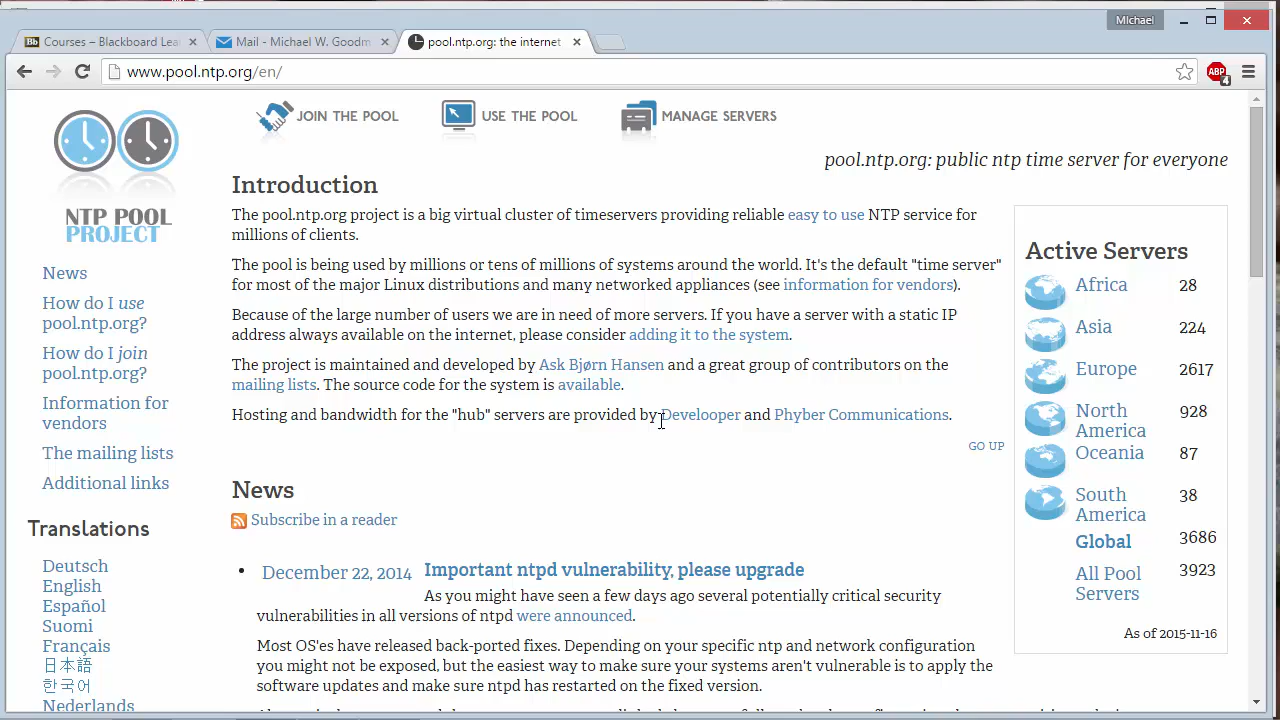 Michael
Courses – Blackboard Lea
Mail - Michael W. Goodm
pool.ntp.org: the internet
www.pool.ntp.org/en/
ABP
4
JOIN THE POOL
USE THE POOL
MANAGE SERVERS
pool.ntp.org: public ntp time server for everyone
NTP POOL
PROJECT
News
How do I use
pool.ntp.org?
How do I join
pool.ntp.org?
Information for
vendors
The mailing lists
Additional links
Translations
Deutsch
English
Español
Suomi
Français
日本語
한국어
Nederlands
Introduction
The pool.ntp.org project is a big virtual cluster of timeservers providing reliable easy to use NTP service for
millions of clients.
The pool is being used by millions or tens of millions of systems around the world. It's the default "time server"
for most of the major Linux distributions and many networked appliances (see information for vendors).
Because of the large number of users we are in need of more servers. If you have a server with a static IP
address always available on the internet, please consider adding it to the system.
The project is maintained and developed by Ask Bjørn Hansen and a great group of contributors on the
mailing lists. The source code for the system is available.
Hosting and bandwidth for the "hub" servers are provided by Develooper and Phyber Communications.
GO UP
News
Subscribe in a reader
December 22, 2014 Important ntpd vulnerability, please upgrade
As you might have seen a few days ago several potentially critical security
vulnerabilities in all versions of ntpd were announced.
Most OS'es have released back-ported fixes. Depending on your specific ntp and network configuration
you might not be exposed, but the easiest way to make sure your systems aren't vulnerable is to apply the
software updates and make sure ntpd has restarted on the fixed version.
Active Servers
Africa 28
Asia 224
Europe 2617
North
America 928
Oceania 87
South
America 38
Global 3686
All Pool
Servers 3923
As of 2015-11-16